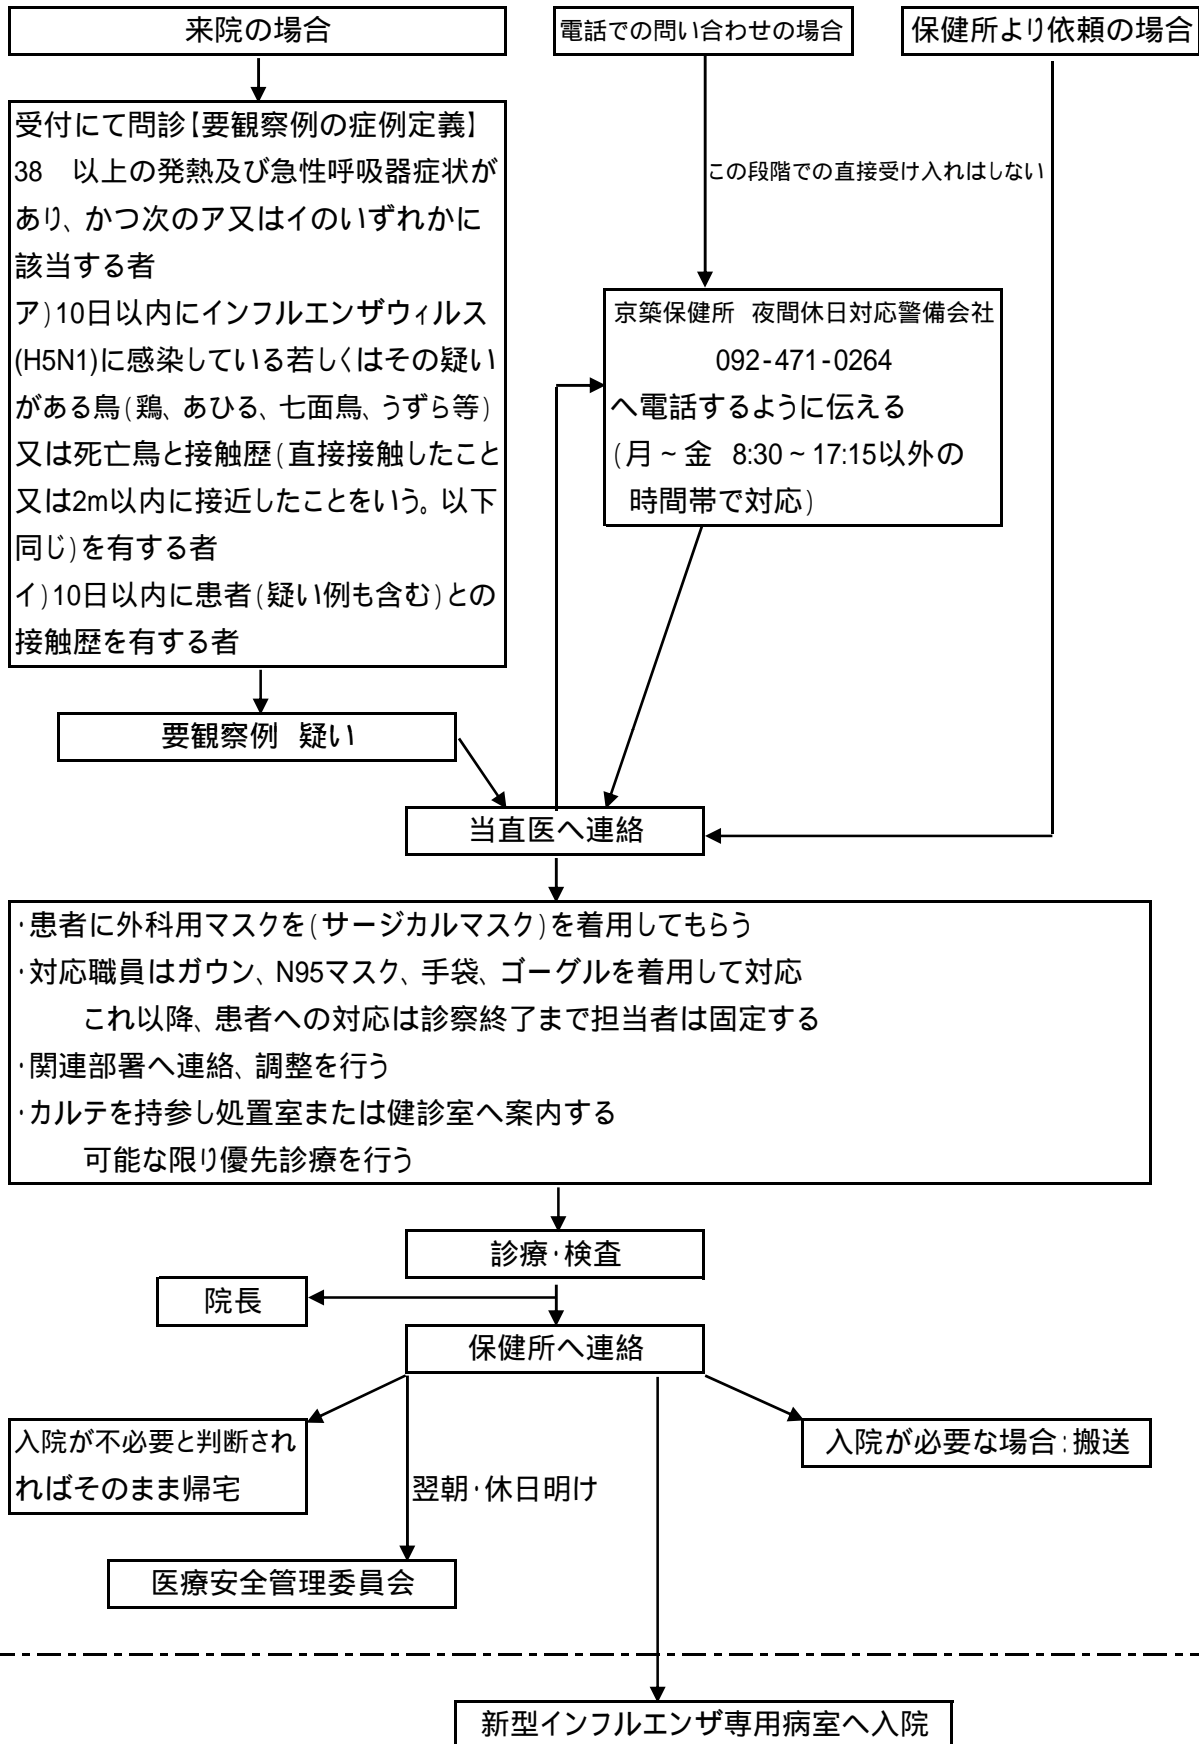 来院の場合
電話での問い合わせの場合
保健所より依頼の場合
受付にて問診【要観察例の症例定義】
38　以上の発熱及び急性呼吸器症状が
あり、かつ次のア又はイのいずれかに
該当する者
ア)10日以内にインフルエンザウィルス
(H5N1)に感染している若しくはその疑い
がある鳥(鶏、あひる、七面鳥、うずら等)
又は死亡鳥と接触歴(直接接触したこと
又は2m以内に接近したことをいう。以下
同じ)を有する者
イ)10日以内に患者(疑い例も含む)との
接触歴を有する者
この段階での直接受け入れはしない
京築保健所　夜間休日対応警備会社
092-471-0264
へ電話するように伝える
(月~金　8:30~17:15以外の
時間帯で対応)
要観察例　疑い
当直医へ連絡
・患者に外科用マスクを(サージカルマスク)を着用してもらう
・対応職員はガウン、N95マスク、手袋、ゴーグルを着用して対応
これ以降、患者への対応は診察終了まで担当者は固定する
・関連部署へ連絡、調整を行う
・カルテを持参し処置室または健診室へ案内する
可能な限り優先診療を行う
診療・検査
院長
保健所へ連絡
入院が不必要と判断され
ればそのまま帰宅
入院が必要な場合:搬送
翌朝・休日明け
医療安全管理委員会
新型インフルエンザ専用病室へ入院